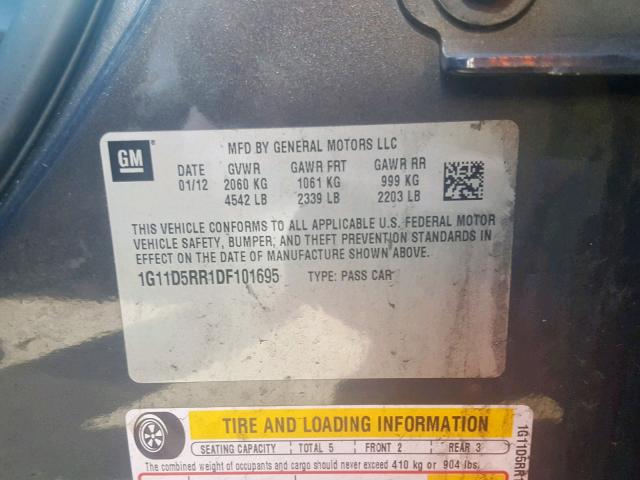 GM
MFD BY GENERAL MOTORS LLC
DATE GVWR GAWR FRT GAWR RR
01/12 2060 KG 1061 KG 999 KG
4542 LB 2339 LB 2203 LB
THIS VEHICLE CONFORMS TO ALL APPLICABLE U.S. FEDERAL MOTOR
VEHICLE SAFETY, BUMPER, AND THEFT PREVENTION STANDARDS IN
EFFECT ON THE DATE OF MANUFACTURE SHOWN ABOVE.
1G11D5RR1DF101695 TYPE: PASS CAR
TIRE AND LOADING INFORMATION
SEATING CAPACITY TOTAL 5 FRONT 2 REAR 3
The combined weight of occupants and cargo should never exceed 410 kg or 904 lbs.
1G11D5RR1